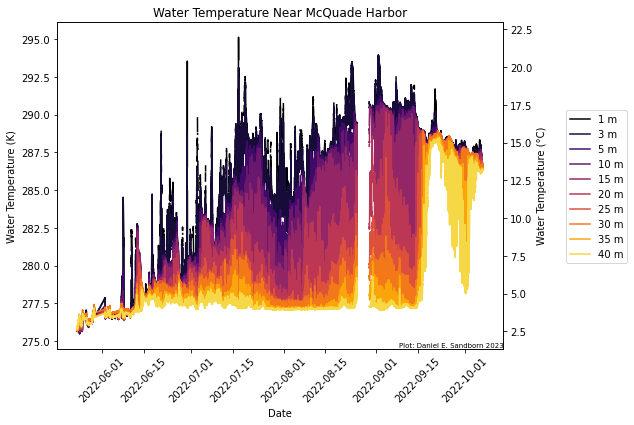 Water Temperature Near McQuade Harbor
Water Temperature (K)
295.0
292.5
290.0
287.5
285.0
282.5
280.0
277.5
275.0
22.5
20.0
17.5
15.0
12.5
10.0
7.5
5.0
2.5
Water Temperature (°C)
1 m
3 m
5 m
10 m
15 m
20 m
25 m
30 m
35 m
40 m
Plot: Daniel E. Sandborn 2023
2022-06-01
2022-06-15
2022-07-01
2022-07-15
2022-08-01
2022-08-15
2022-09-01
2022-09-15
2022-10-01
Date